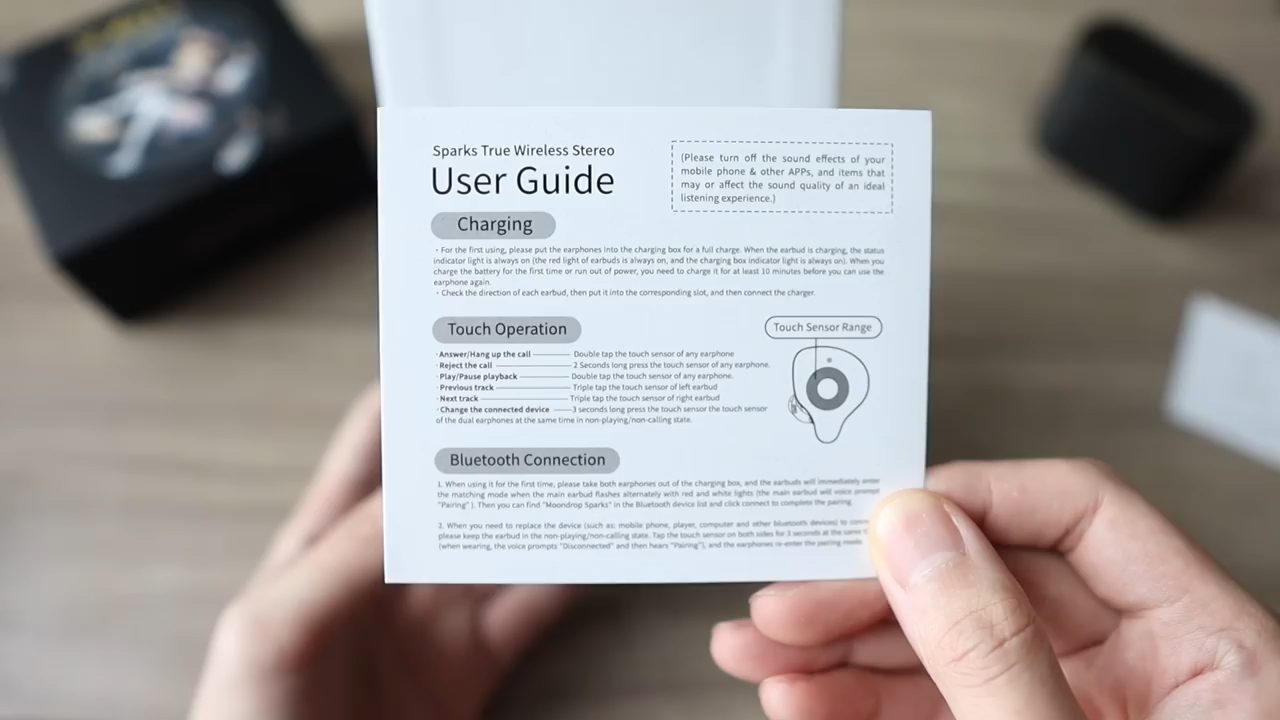 Sparks True Wireless Stereo
User Guide
(Please turn off the sound effects of your
mobile phone & other APPs, and items that
may or affect the sound quality of an ideal
listening experience.)
Charging
· For the first using, please put the earphones into the charging box for a full charge. When the earbud is charging, the status
indicator light is always on (the red light of earbuds is always on, and the charging box indicator light is always on). When you
charge the battery for the first time or run out of power, you need to charge it for at least 10 minutes before you can use the
earphone again.
· Check the direction of each earbud, then put it into the corresponding slot, and then connect the charger.
Touch Operation
Touch Sensor Range
·Answer/Hang up the call ———— Double tap the touch sensor of any earphone
·Reject the call ———— 2 Seconds long press the touch sensor of any earphone.
·Play/Pause playback ———— Double tap the touch sensor of any earphone.
·Previous track ———— Triple tap the touch sensor of left earbud
·Next track ———— Triple tap the touch sensor of right earbud
·Change the connected device ——3 seconds long press the touch sensor the touch sensor
of the dual earphones at the same time in non-playing/non-calling state.
Bluetooth Connection
1. When using it for the first time, please take both earphones out of the charging box, and the earbuds will immediately enter
the matching mode when the main earbud flashes alternately with red and white lights (the main earbud will voice prompt
"Pairing" ). Then you can find "Moondrop Sparks" in the Bluetooth device list and click connect to complete the pairing.
2. When you need to replace the device (such as: mobile phone, player, computer and other bluetooth devices) to
please keep the earbud in the non-playing/non-calling state. Tap the touch sensor on both sides for 3 seconds at the same
(when wearing, the voice prompts "Disconnected" and then hears "Pairing"), and the earphones re-enter the pairing mode.